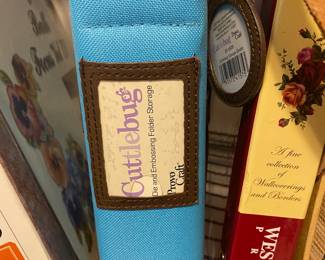 Cuttlebug
Die and Embossing Folder Storage
Provo
Craft
A fine
collection
of
Wallcoverings
and Borders
WES
P R